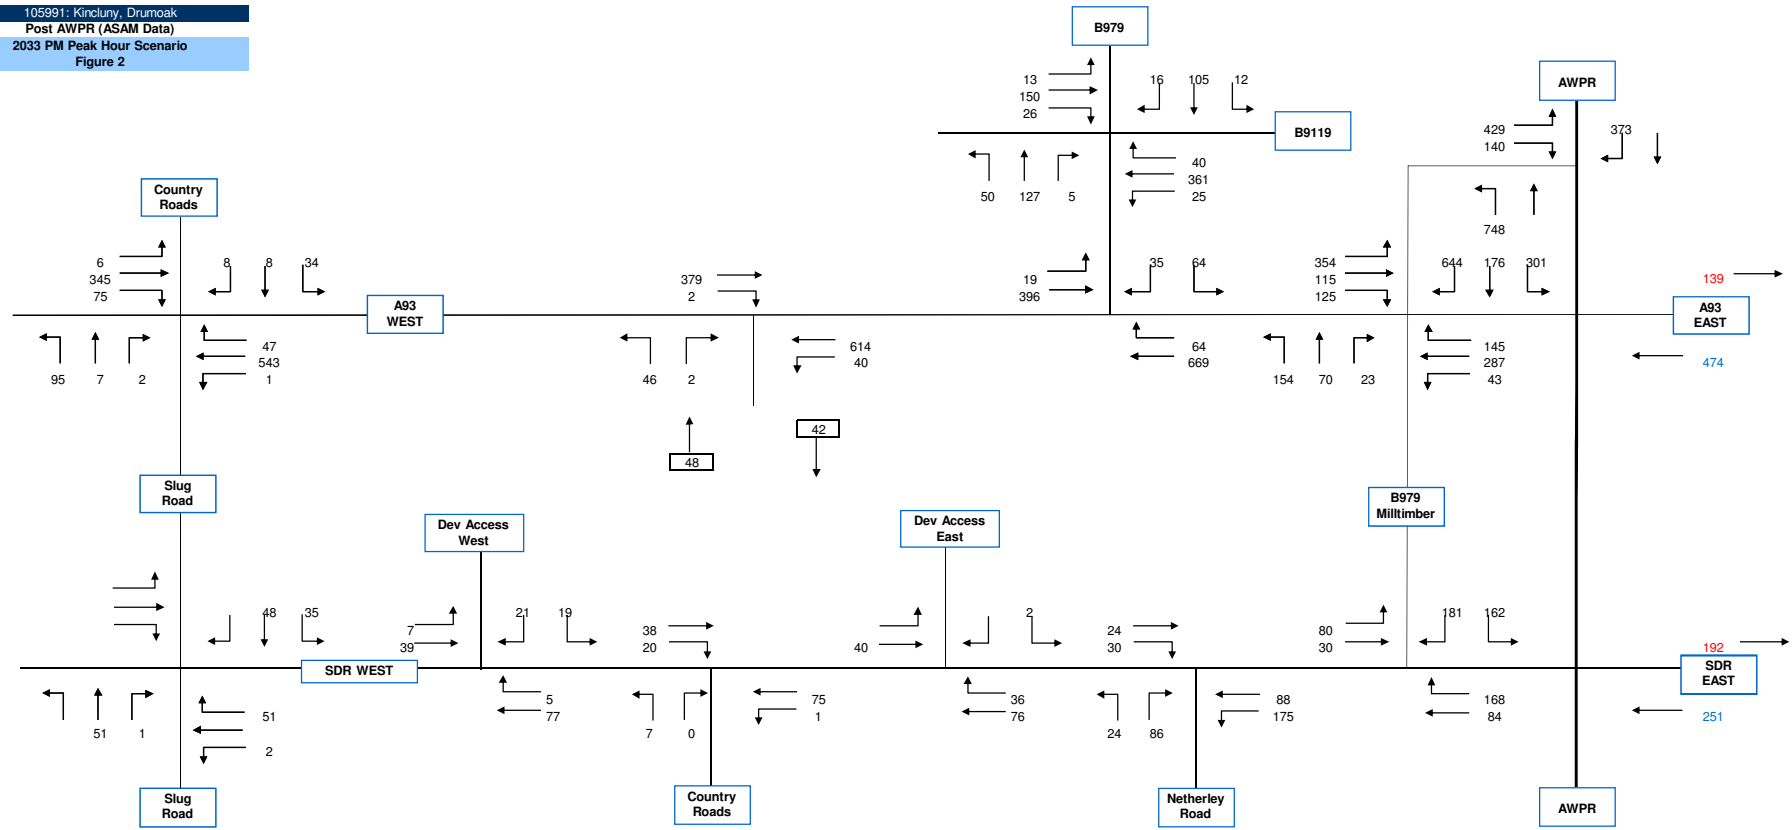 105991: Kincluny, Drumoak
Post AWPR (ASAM Data)
2033 PM Peak Hour Scenario
Figure 2
B979
13
150
26
16 105 12
B9119
50 127 5
40
361
25
AWPR
429
140
373
748
Country
Roads
6
345
75
8 8 34
A93
WEST
95 7 2
47
543
1
379
2
46 2
614
40
48
42
19
396
35 64
64
669
354
115
125
644 176 301
154 70 23
145
287
43
139
A93
EAST
474
Slug
Road
Dev Access
West
Dev Access
East
B979
Milltimber
48 35
SDR WEST
51 1
51
2
7
39
21 19
5
77
38
20
7 0
75
1
40
2
36
76
24
30
24 86
88
175
80
30
181 162
168
84
192
SDR
EAST
251
Slug
Road
Country
Roads
Netherley
Road
AWPR